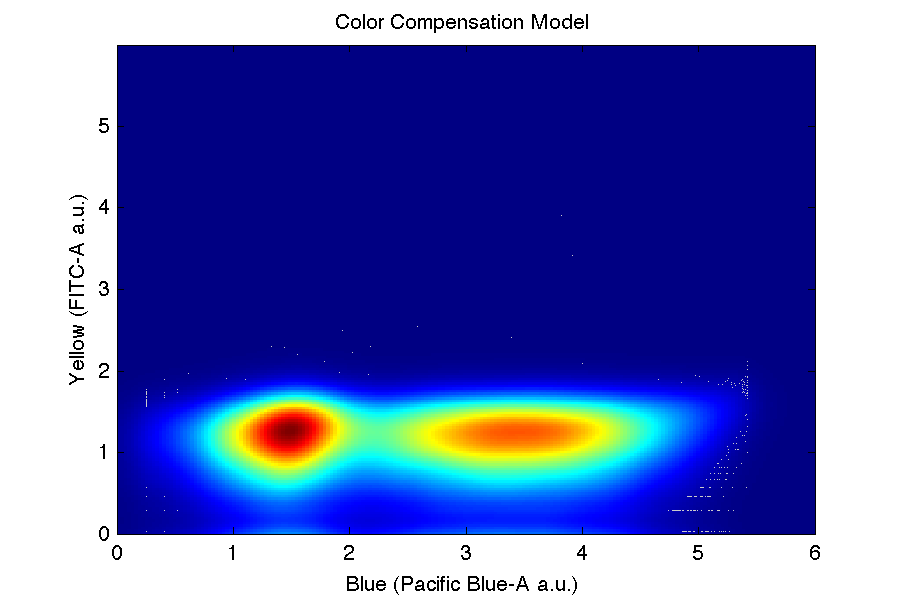 Color Compensation Model
5
4
3
2
1
0
Yellow (FITC-A a.u.)
0 1 2 3 4 5 6
Blue (Pacific Blue-A a.u.)